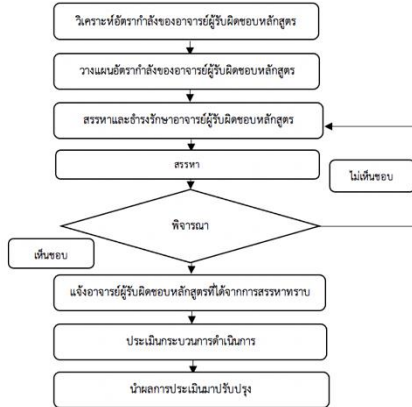 วิเคราะห์อัตรากำลังของอาจารย์ผู้รับผิดชอบหลักสูตร
วางแผนอัตรากำลังของอาจารย์ผู้รับผิดชอบหลักสูตร
สรรหาและธำรงรักษาอาจารย์ผู้รับผิดชอบหลักสูตร
สรรหา
ไม่เห็นชอบ
พิจารณา
เห็นชอบ
แจ้งอาจารย์ผู้รับผิดชอบหลักสูตรที่ได้จากการสรรหาทราบ
ประเมินกระบวนการดำเนินการ
นำผลการประเมินมาปรับปรุง